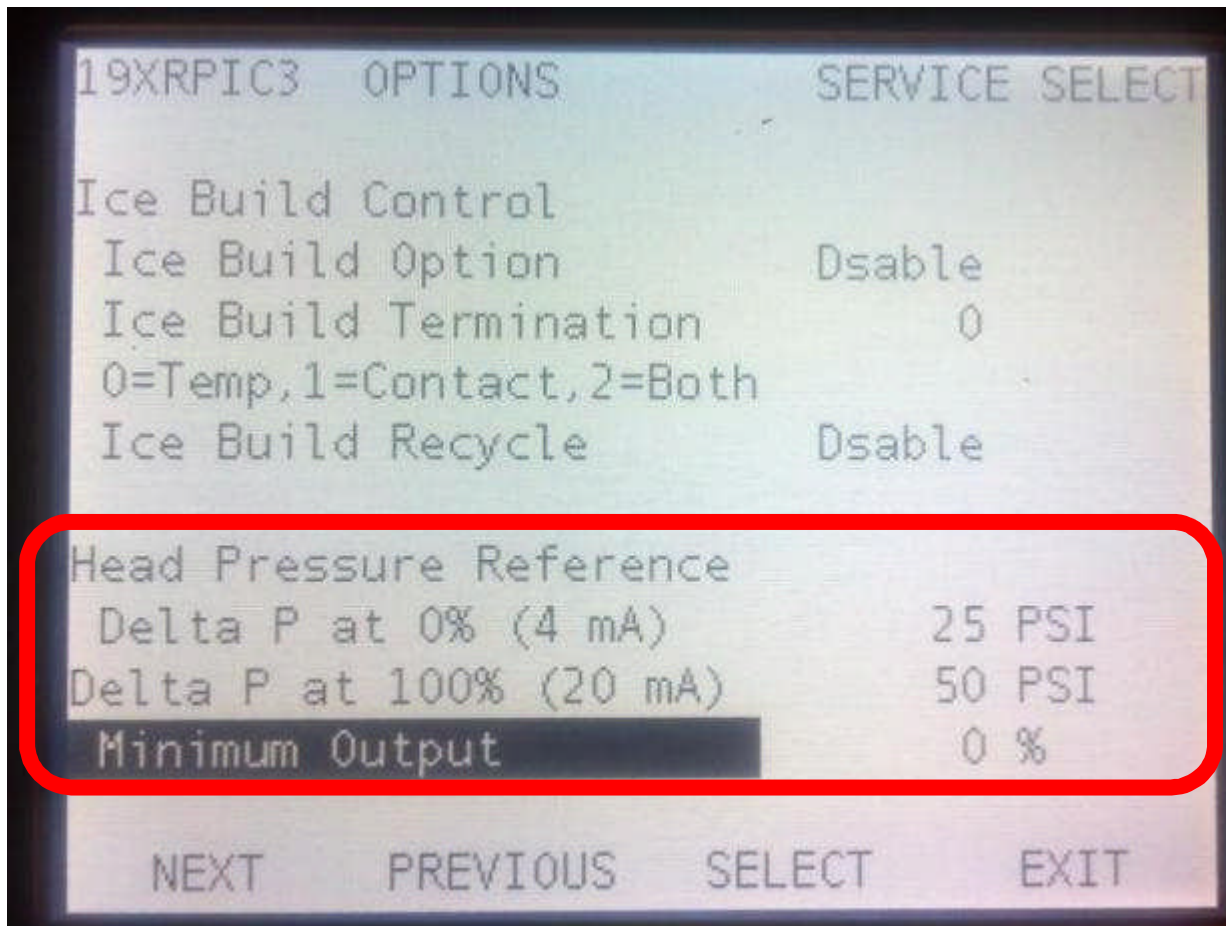 19XRPIC3 OPTIONS SERVICE SELECT
Ice Build Control
Ice Build Option Dsable
Ice Build Termination 0
0=Temp,1=Contact,2=Both
Ice Build Recycle Dsable
Head Pressure Reference
Delta P at 0% (4 mA) 25 PSI
Delta P at 100% (20 mA) 50 PSI
Minimum Output 0 %
NEXT PREVIOUS SELECT EXIT